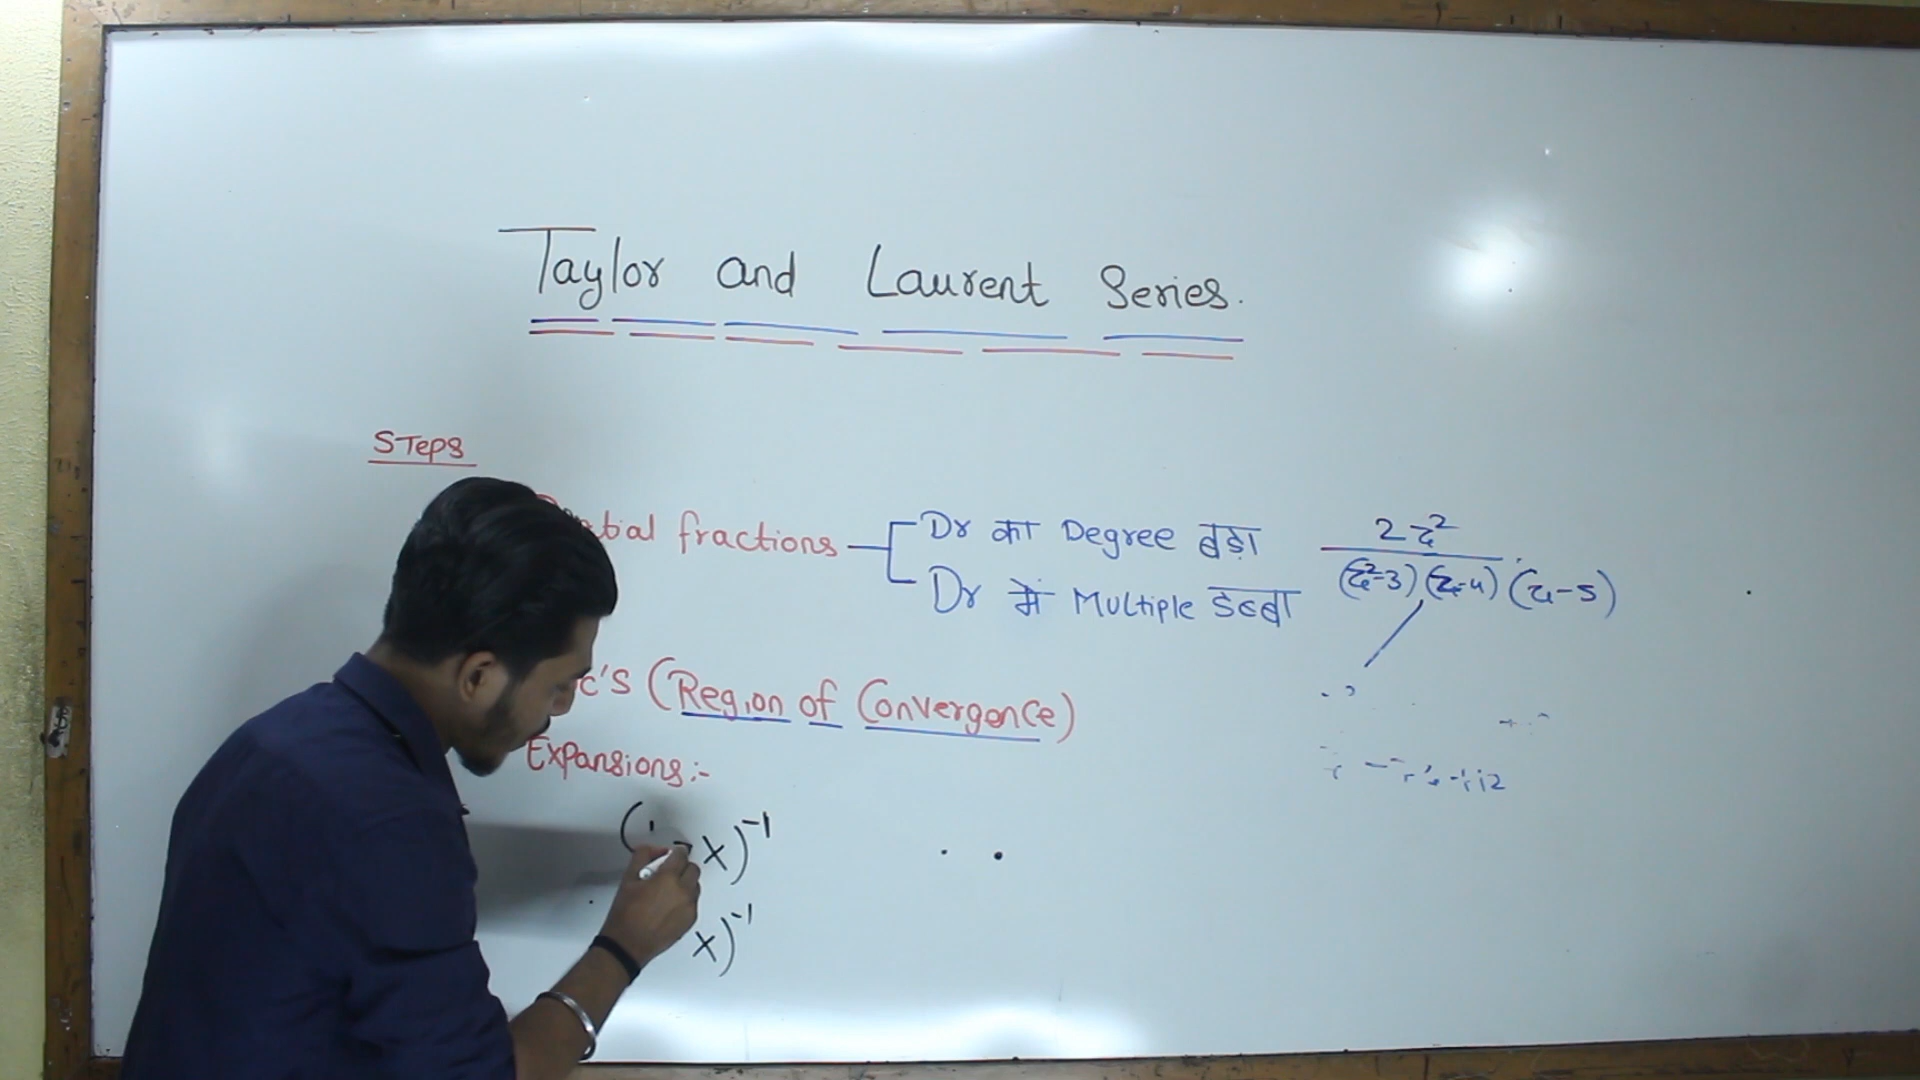 Taylor and Laurent Series.
STeps
fractions Dr का Degree बड़ा 2z²
Dr में Multiple डब्बा (z²-3)(z-4)(z-5)
c's (Region of Convergence)
Expansions:-
x)⁻¹
x)⁻¹